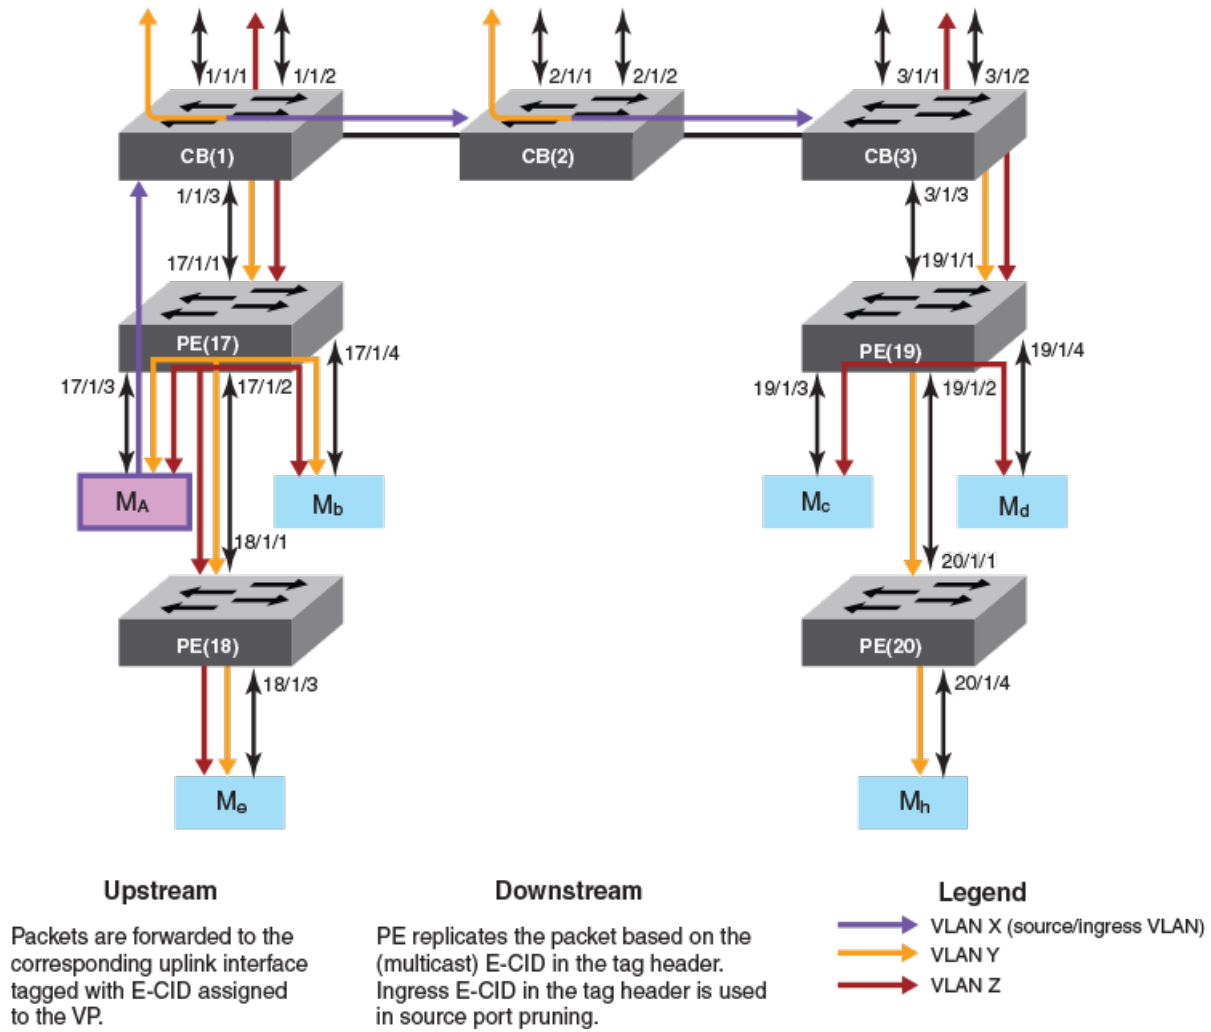 1/1/1
1/1/2
2/1/1
2/1/2
3/1/1
3/1/2
CB(1)
CB(2)
CB(3)
1/1/3
3/1/3
17/1/1
19/1/1
PE(17)
PE(19)
17/1/4
19/1/4
17/1/3
17/1/2
19/1/3
19/1/2
MA
Mb
Mc
Md
18/1/1
20/1/1
PE(18)
PE(20)
18/1/3
20/1/4
Me
Mh
Upstream
Packets are forwarded to the
corresponding uplink interface
tagged with E-CID assigned
to the VP.
Downstream
PE replicates the packet based on the
(multicast) E-CID in the tag header.
Ingress E-CID in the tag header is used
in source port pruning.
Legend
VLAN X (source/ingress VLAN)
VLAN Y
VLAN Z